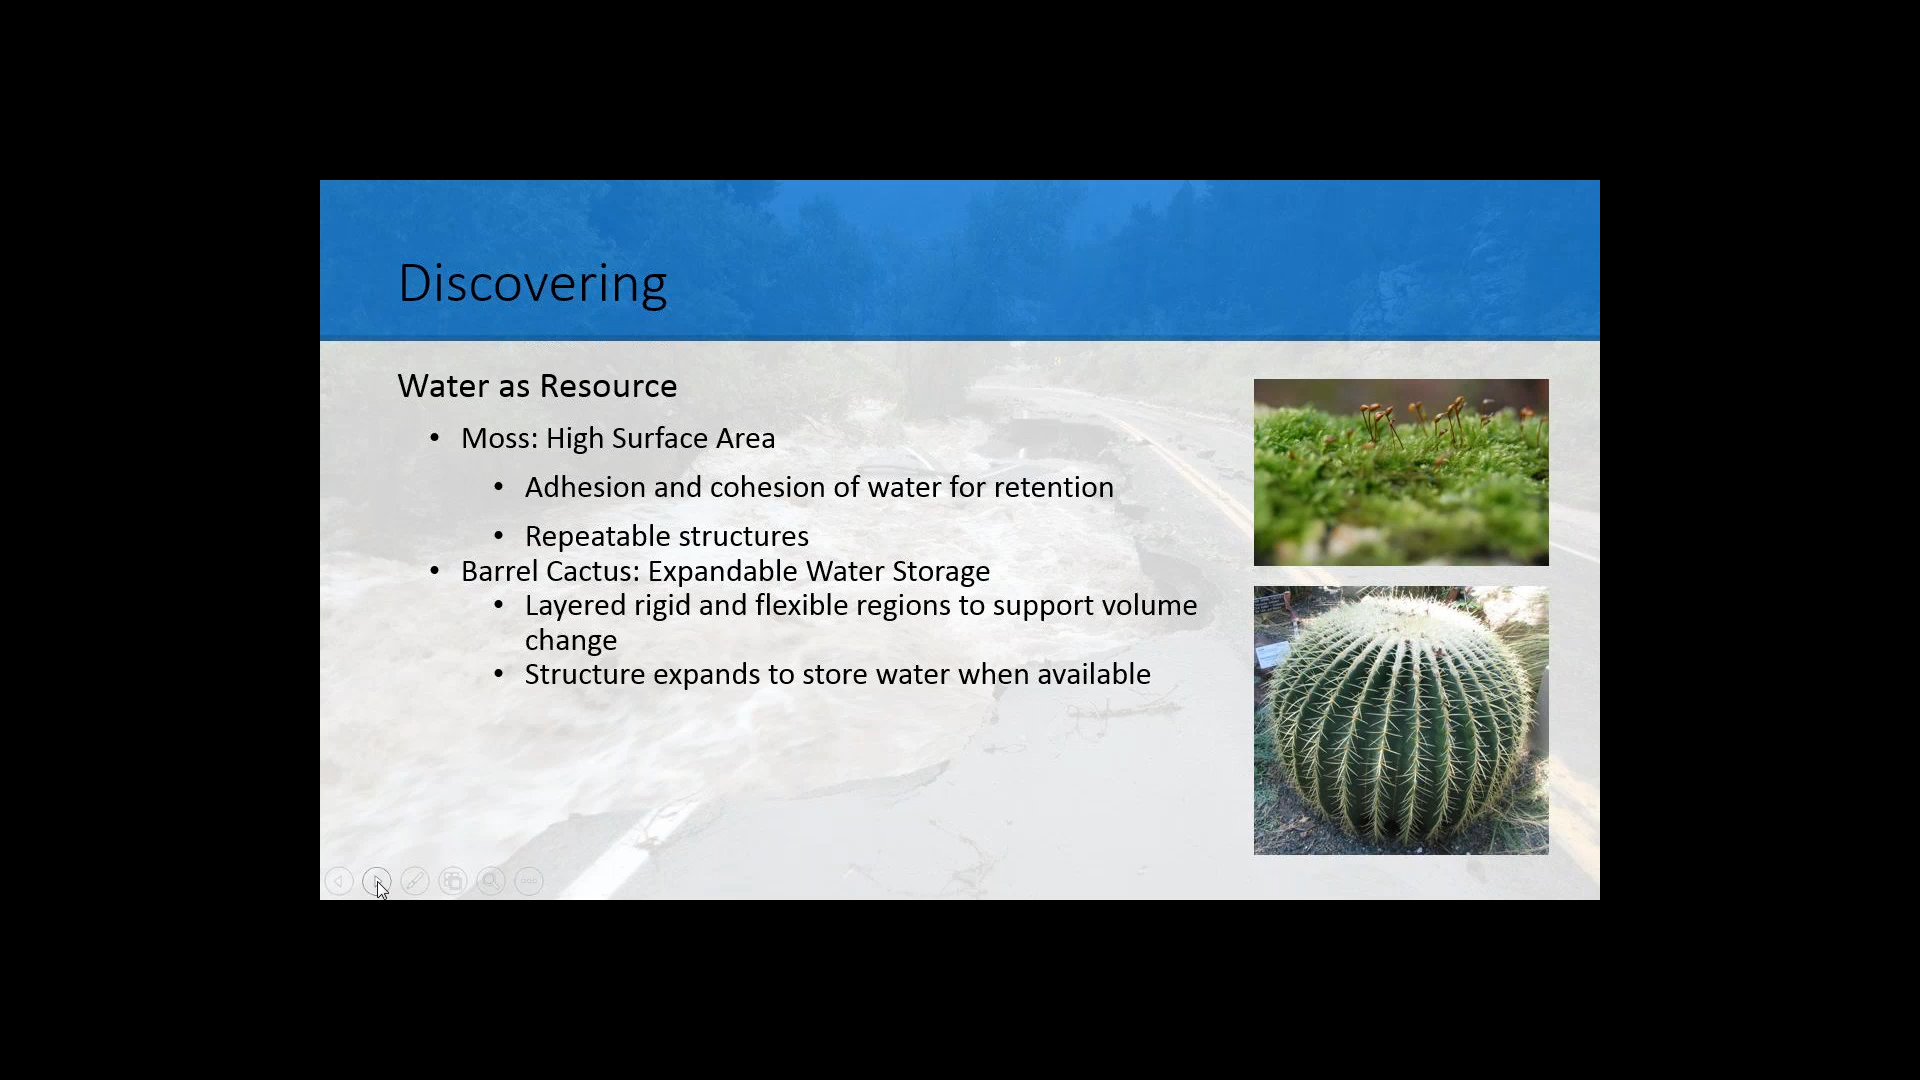 Discovering
Water as Resource
• Moss: High Surface Area
• Adhesion and cohesion of water for retention
• Repeatable structures
• Barrel Cactus: Expandable Water Storage
• Layered rigid and flexible regions to support volume
change
• Structure expands to store water when available